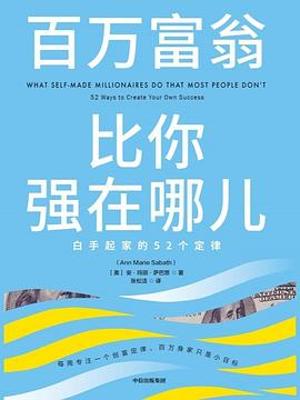 百万富翁
WHAT SELF-MADE MILLIONAIRES DO THAT MOST PEOPLE DON'T
52 Ways to Create Your Own Success
比你
强在哪儿
白手起家的52个定律
(Ann Marie Sabath)
[美] 安·玛丽·萨巴思 著
张松洁 译
每周专注一个创富定律，百万身家只是小目标
中信出版集团